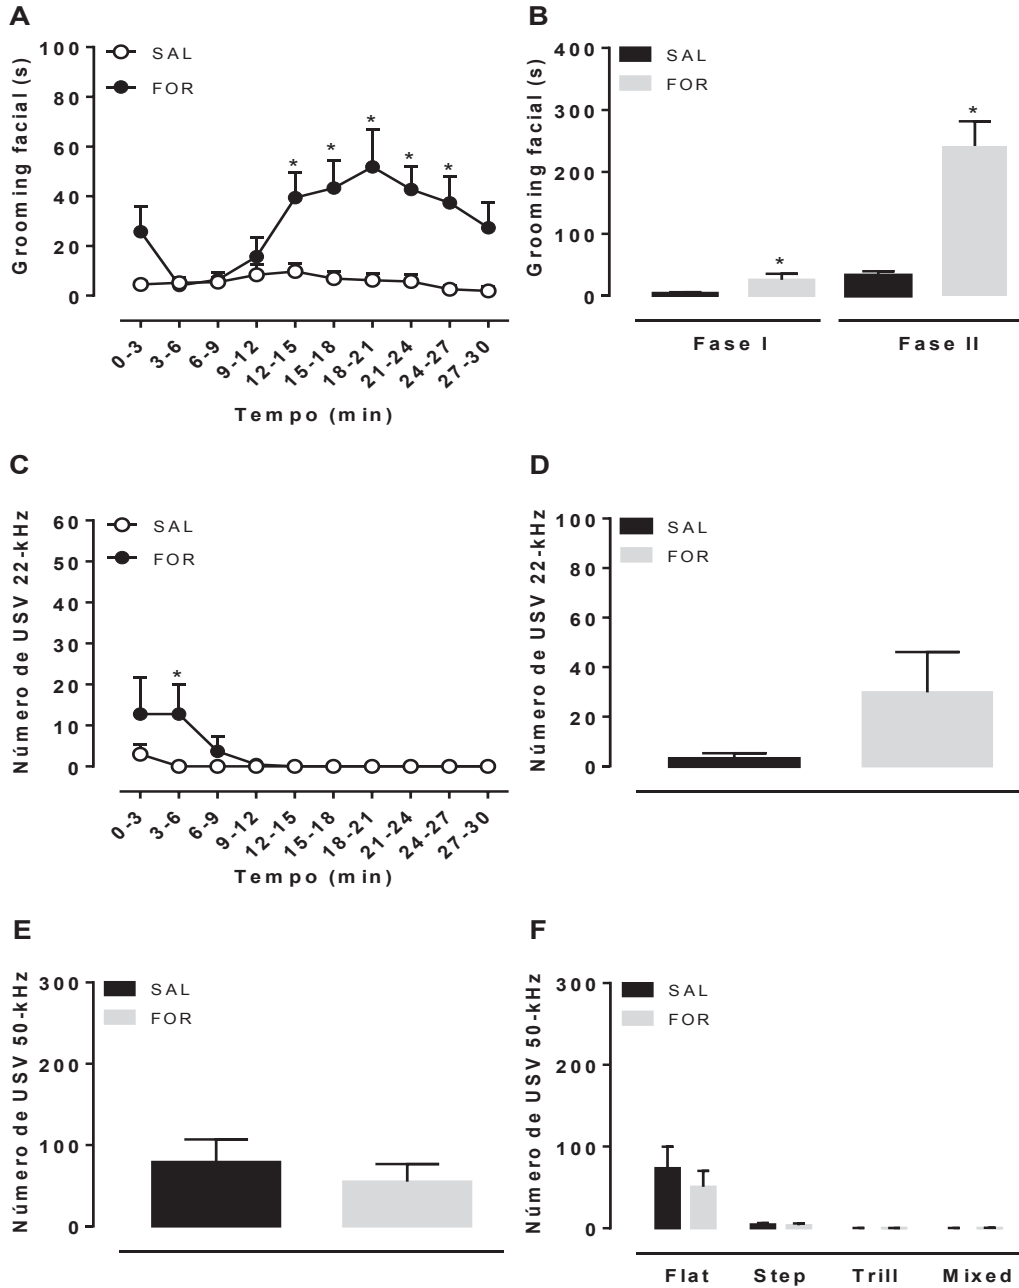 A
Grooming facial (s)
100
80
60
40
20
0
SAL
FOR
*
*
*
*
*
0-3
3-6
6-9
9-12
12-15
15-18
18-21
21-24
24-27
27-30
Tempo (min)
B
Grooming facial (s)
400
300
200
100
0
SAL
FOR
*
*
Fase I
Fase II
C
Número de USV 22-kHz
60
50
40
30
20
10
0
SAL
FOR
*
0-3
3-6
6-9
9-12
12-15
15-18
18-21
21-24
24-27
27-30
Tempo (min)
D
Número de USV 22-kHz
100
80
60
40
20
0
SAL
FOR
E
Número de USV 50-kHz
300
200
100
0
SAL
FOR
F
Número de USV 50-kHz
300
200
100
0
SAL
FOR
Flat
Step
Trill
Mixed